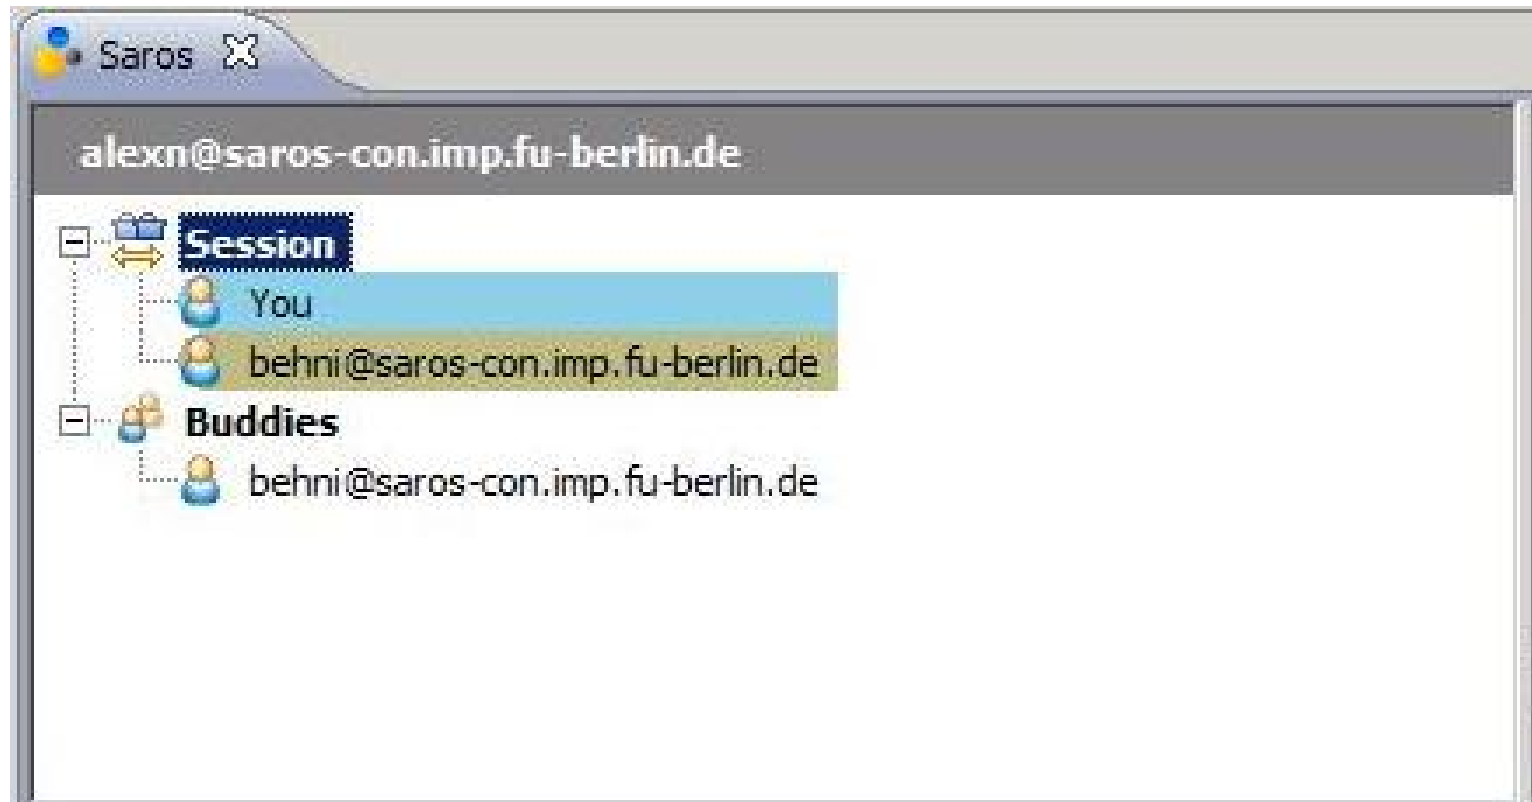 Saros
alexn@saros-con.imp.fu-berlin.de
Session
You
behni@saros-con.imp.fu-berlin.de
Buddies
behni@saros-con.imp.fu-berlin.de